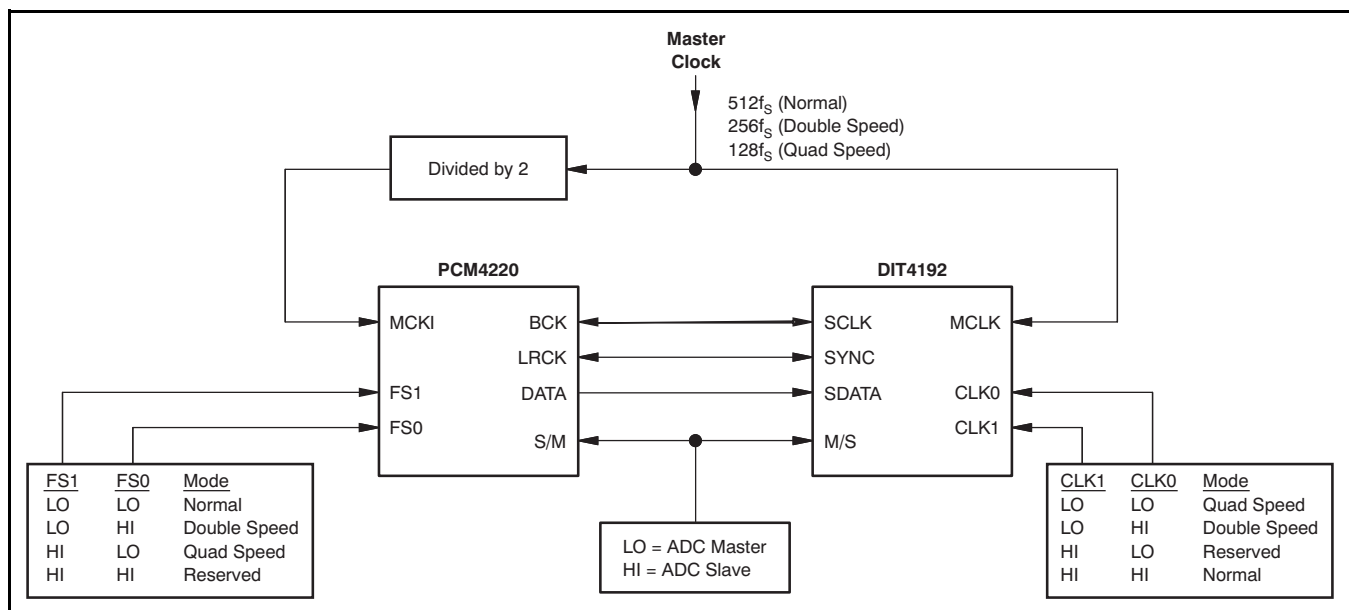 Master
Clock
512fS (Normal)
256fS (Double Speed)
128fS (Quad Speed)
Divided by 2
PCM4220
DIT4192
MCKI
BCK
SCLK
MCLK
LRCK
SYNC
FS1
DATA
SDATA
CLK0
FS0
CLK1
S/M
M/S
FS1 FS0 Mode
LO LO Normal
LO HI Double Speed
HI LO Quad Speed
HI HI Reserved
LO = ADC Master
HI = ADC Slave
CLK1 CLK0 Mode
LO LO Quad Speed
LO HI Double Speed
HI LO Reserved
HI HI Normal